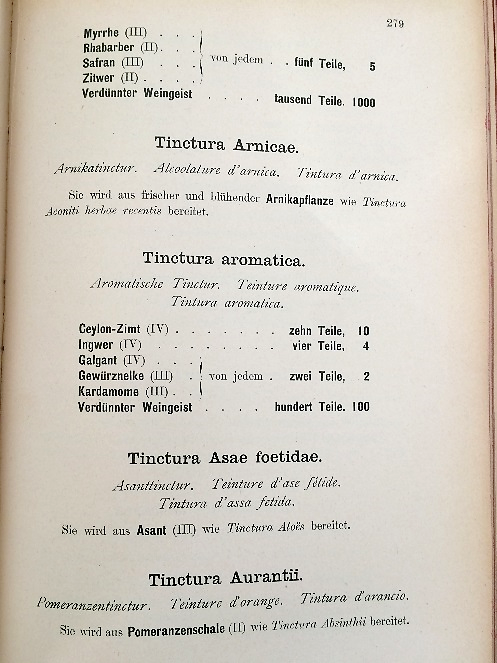 279
Myrrhe (III) . . .
Rhabarber (II) . . .
Safran (III) . . . von jedem . . fünf Teile, 5
Zitwer (II) . . . .
Verdünnter Weingeist . . . . tausend Teile. 1000
Tinctura Arnicae.
Arnikatinctur. Alcoolature d'arnica. Tintura d'arnica.
Sie wird aus frischer und blühender Arnikapflanze wie Tinctura
Aconiti herbae recentis bereitet.
Tinctura aromatica.
Aromatische Tinctur. Teinture aromatique.
Tintura aromatica.
Ceylon-Zimt (IV) . . . . . . . zehn Teile, 10
Ingwer (IV) . . . . . . . . vier Teile, 4
Galgant (IV) . . .
Gewürznelke (III) . von jedem . zwei Teile, 2
Kardamome (III) . .
Verdünnter Weingeist . . . . hundert Teile. 100
Tinctura Asae foetidae.
Asanttinctur. Teinture d'ase fétide.
Tintura d'assa fetida.
Sie wird aus Asant (III) wie Tinctura Aloës bereitet.
Tinctura Aurantii.
Pomeranzentinctur. Teinture d'orange. Tintura d'arancio.
Sie wird aus Pomeranzenschale (II) wie Tinctura Absinthii bereitet.